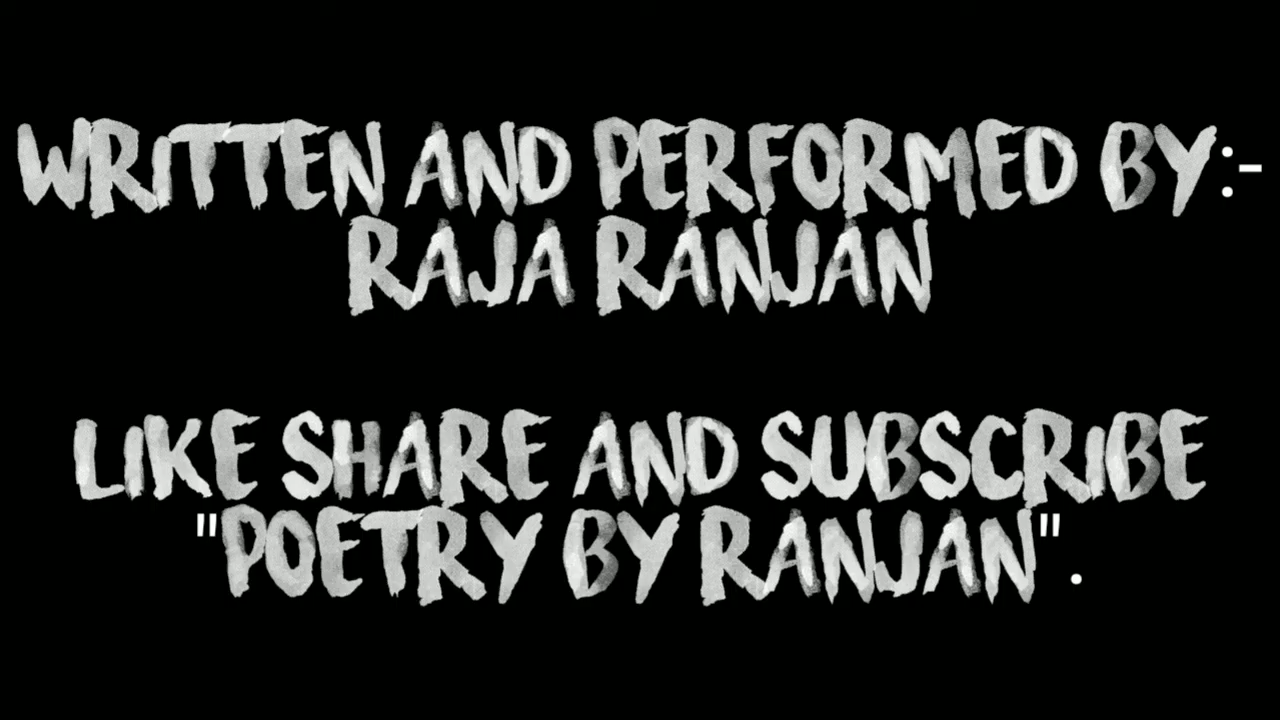 WRITTEN AND PERFORMED BY:-
RAJA RANJAN
LIKE SHARE AND SUBSCRIBE
"POETRY BY RANJAN".